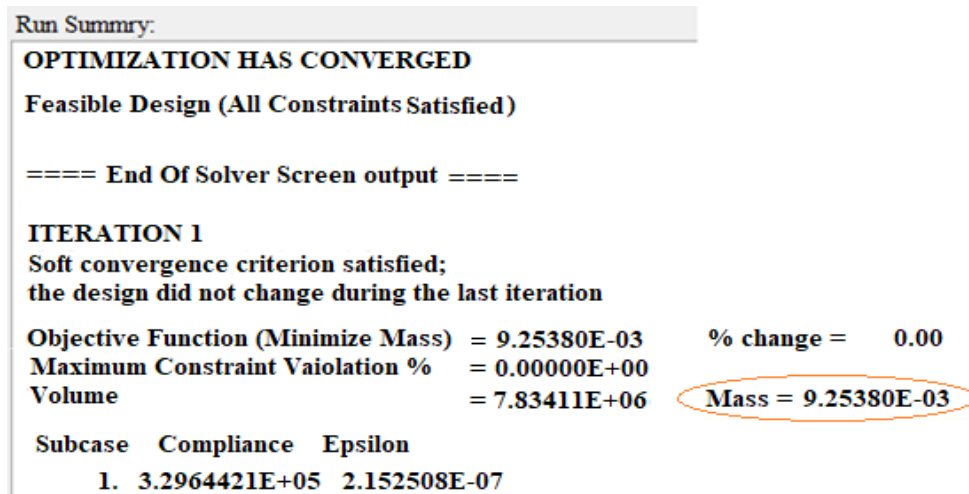 Run Summry:
OPTIMIZATION HAS CONVERGED
Feasible Design (All Constraints Satisfied)
==== End Of Solver Screen output ====
ITERATION 1
Soft convergence criterion satisfied;
the design did not change during the last iteration
Objective Function (Minimize Mass) = 9.25380E-03 % change = 0.00
Maximum Constraint Vaiolation % = 0.00000E+00
Volume = 7.83411E+06 Mass = 9.25380E-03
Subcase Compliance Epsilon
1. 3.2964421E+05 2.152508E-07